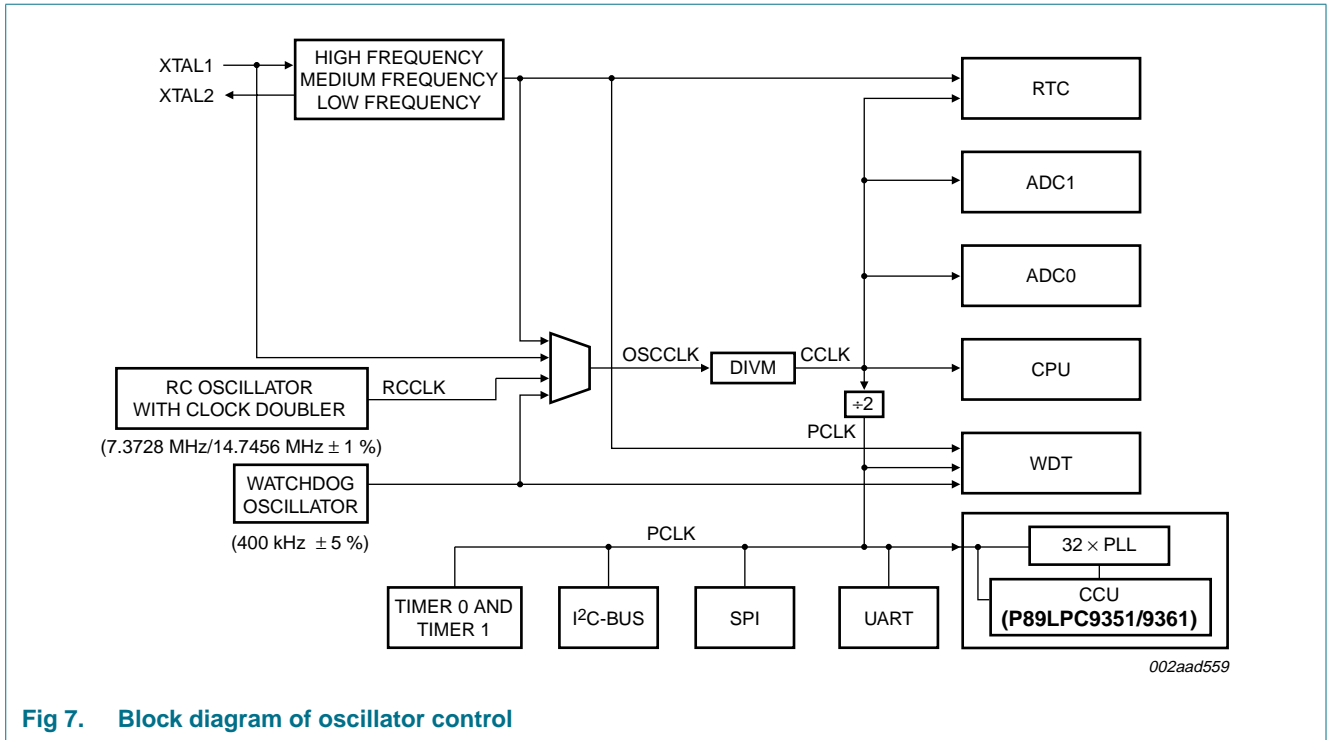 XTAL1
XTAL2
HIGH FREQUENCY
MEDIUM FREQUENCY
LOW FREQUENCY
RTC
ADC1
ADC0
OSCCLK
DIVM
CCLK
CPU
RC OSCILLATOR
WITH CLOCK DOUBLER
RCCLK
(7.3728 MHz/14.7456 MHz ± 1 %)
÷2
PCLK
WDT
WATCHDOG
OSCILLATOR
(400 kHz ± 5 %)
PCLK
32 × PLL
TIMER 0 AND
TIMER 1
I²C-BUS
SPI
UART
CCU
(P89LPC9351/9361)
002aad559
Fig 7. Block diagram of oscillator control